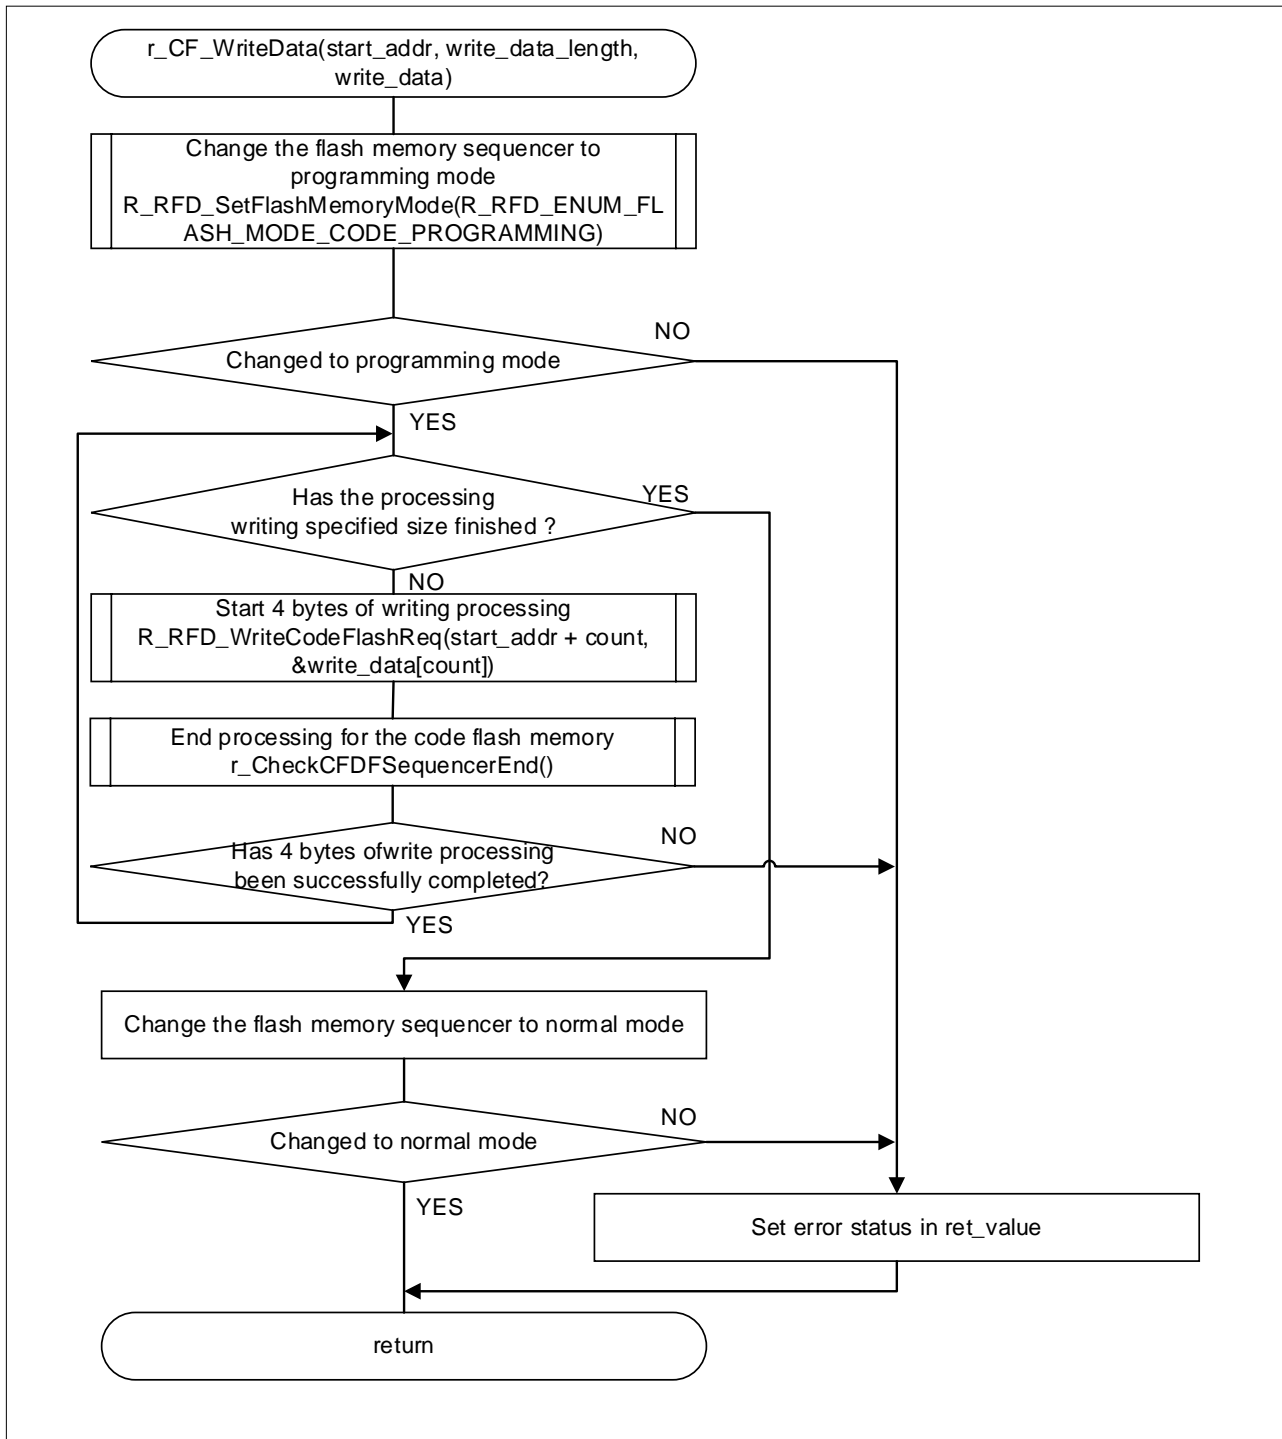 r_CF_WriteData(start_addr, write_data_length,
write_data)
Change the flash memory sequencer to
programming mode
R_RFD_SetFlashMemoryMode(R_RFD_ENUM_FL
ASH_MODE_CODE_PROGRAMMING)
NO
Changed to programming mode
YES
Has the processing
writing specified size finished ?
YES
NO
Start 4 bytes of writing processing
R_RFD_WriteCodeFlashReq(start_addr + count,
&write_data[count])
End processing for the code flash memory
r_CheckCFDFSequencerEnd()
NO
Has 4 bytes ofwrite processing
been successfully completed?
YES
Change the flash memory sequencer to normal mode
NO
Changed to normal mode
YES
Set error status in ret_value
return